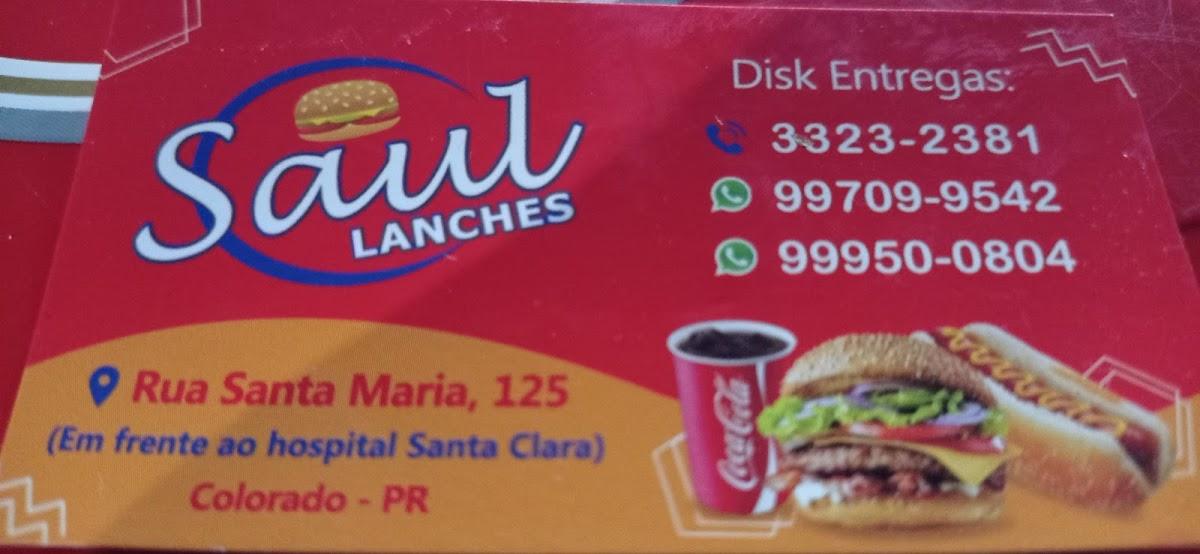 Saul
LANCHES
Disk Entregas:
3323-2381
99709-9542
99950-0804
Rua Santa Maria, 125
(Em frente ao hospital Santa Clara)
Colorado - PR
Coca-Cola